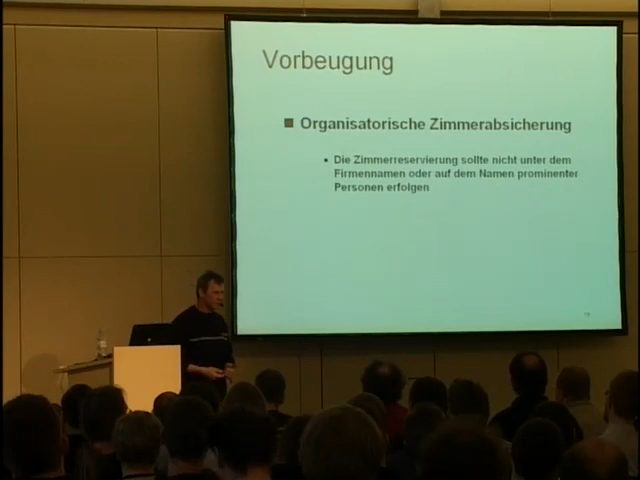 Vorbeugung
Organisatorische Zimmerabsicherung
Die Zimmerreservierung sollte nicht unter dem
Firmennamen oder auf dem Namen prominenter
Personen erfolgen